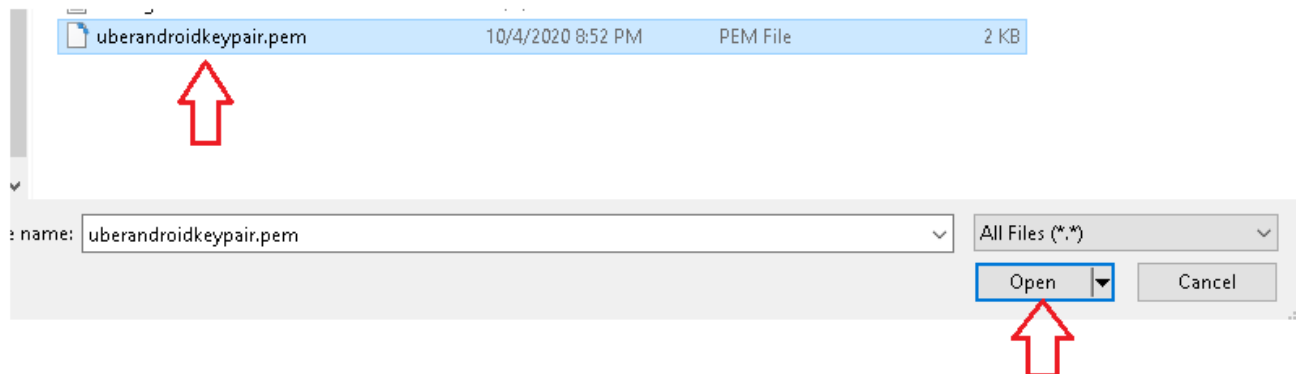 uberandroidkeypair.pem 10/4/2020 8:52 PM PEM File 2 KB
name: uberandroidkeypair.pem All Files (*.*)
Open Cancel